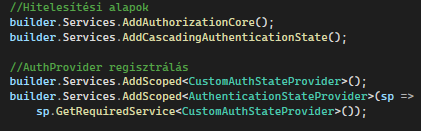 //Hitelesítési alapok
builder.Services.AddAuthorizationCore();
builder.Services.AddCascadingAuthenticationState();
//AuthProvider regisztrálás
builder.Services.AddScoped<CustomAuthStateProvider>();
builder.Services.AddScoped<AuthenticationStateProvider>(sp =>
    sp.GetRequiredService<CustomAuthStateProvider>());